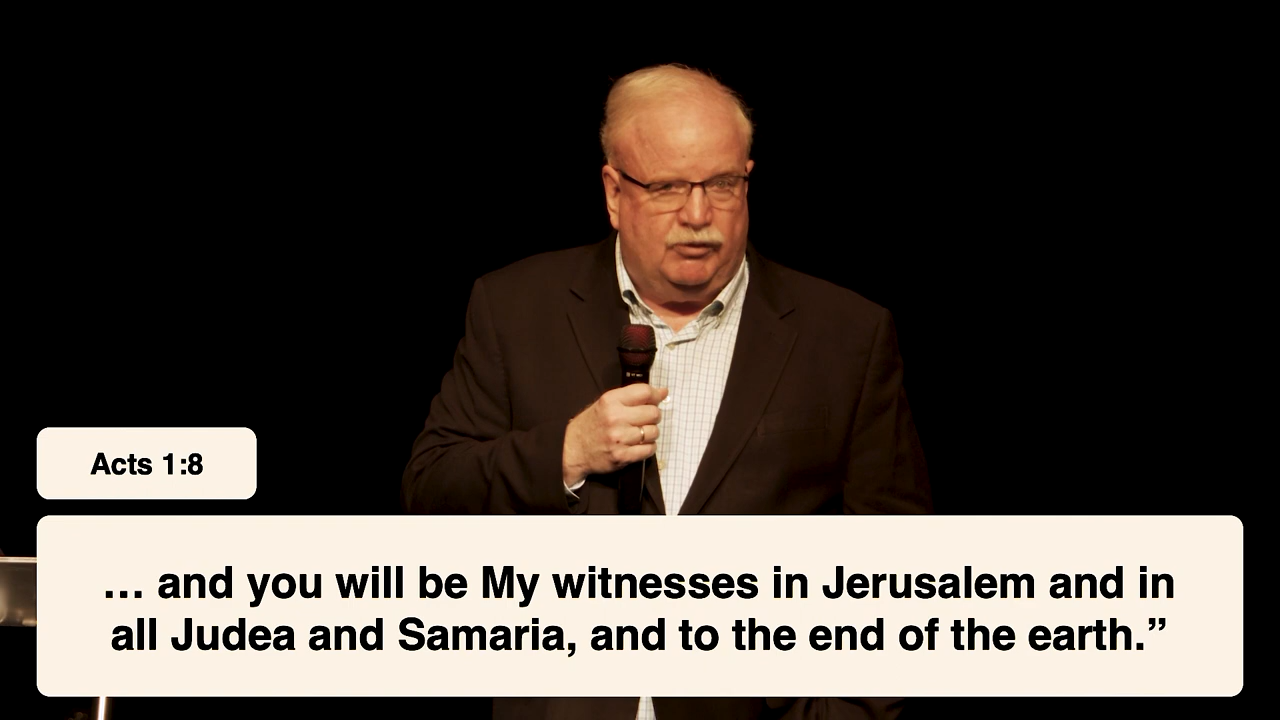 Acts 1:8
… and you will be My witnesses in Jerusalem and in
all Judea and Samaria, and to the end of the earth.”